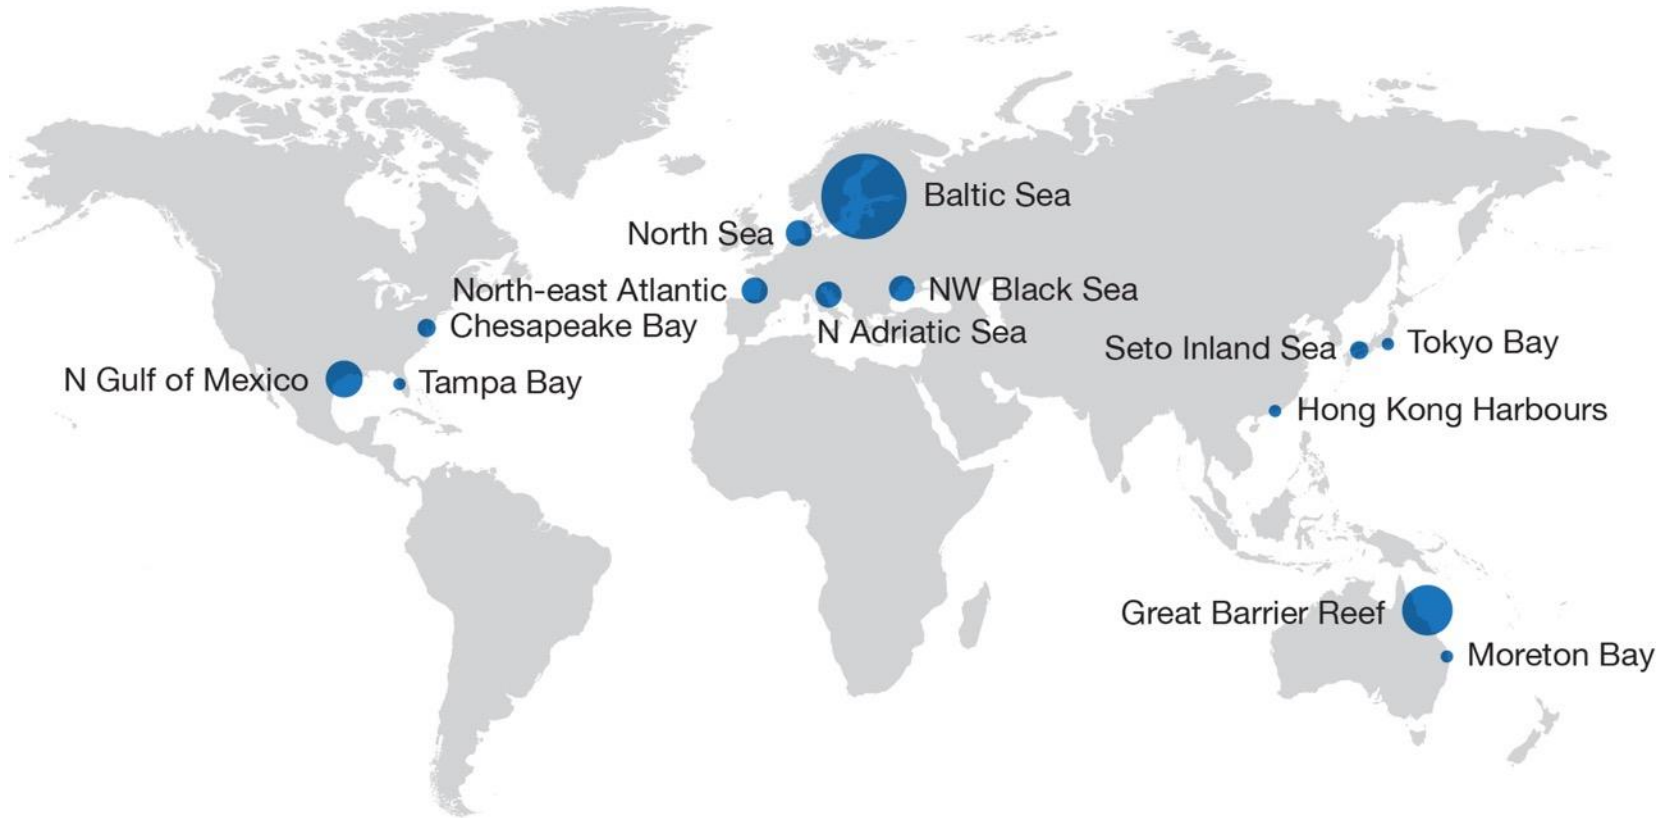 Baltic Sea
North Sea
North-east Atlantic
NW Black Sea
Chesapeake Bay
N Adriatic Sea
Seto Inland Sea
Tokyo Bay
N Gulf of Mexico
Tampa Bay
Hong Kong Harbours
Great Barrier Reef
Moreton Bay